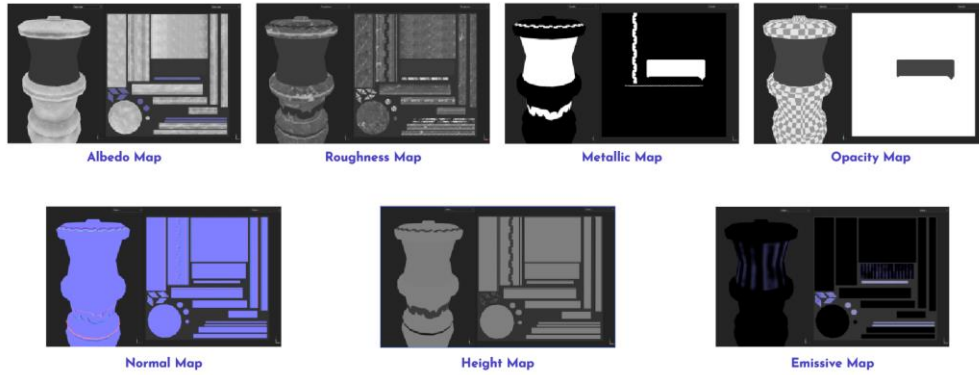 Albedo Map
Roughness Map
Metallic Map
Opacity Map
Normal Map
Height Map
Emissive Map